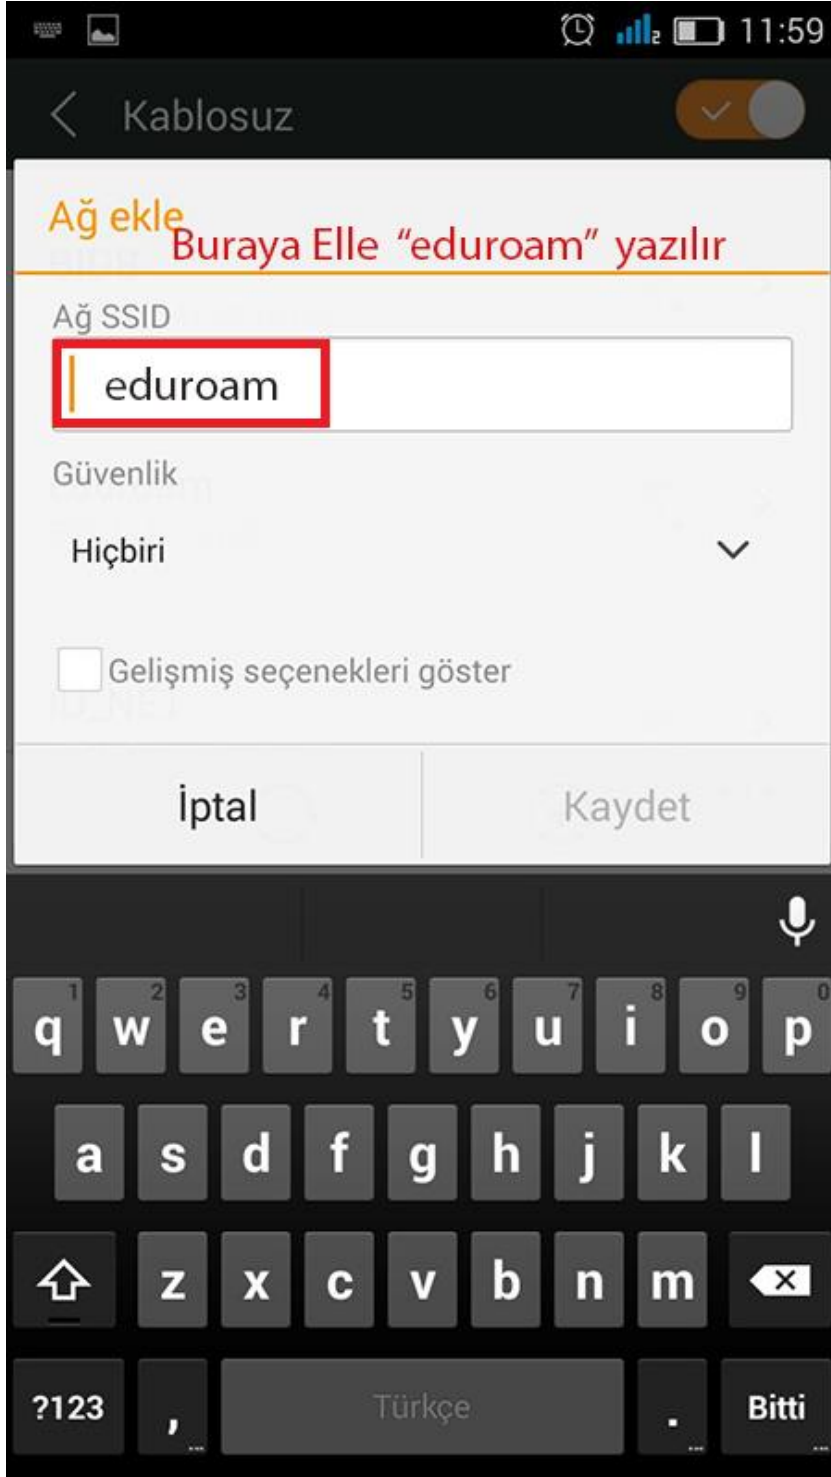 11:59
Kablosuz
Ağ ekle
Buraya Elle “eduroam” yazılır
Ağ SSID
eduroam
Güvenlik
Hiçbiri
Gelişmiş seçenekleri göster
İptal Kaydet
1 2 3 4 5 6 7 8 9 0
q w e r t y u i o p
a s d f g h j k l
z x c v b n m
?123 , Türkçe . Bitti